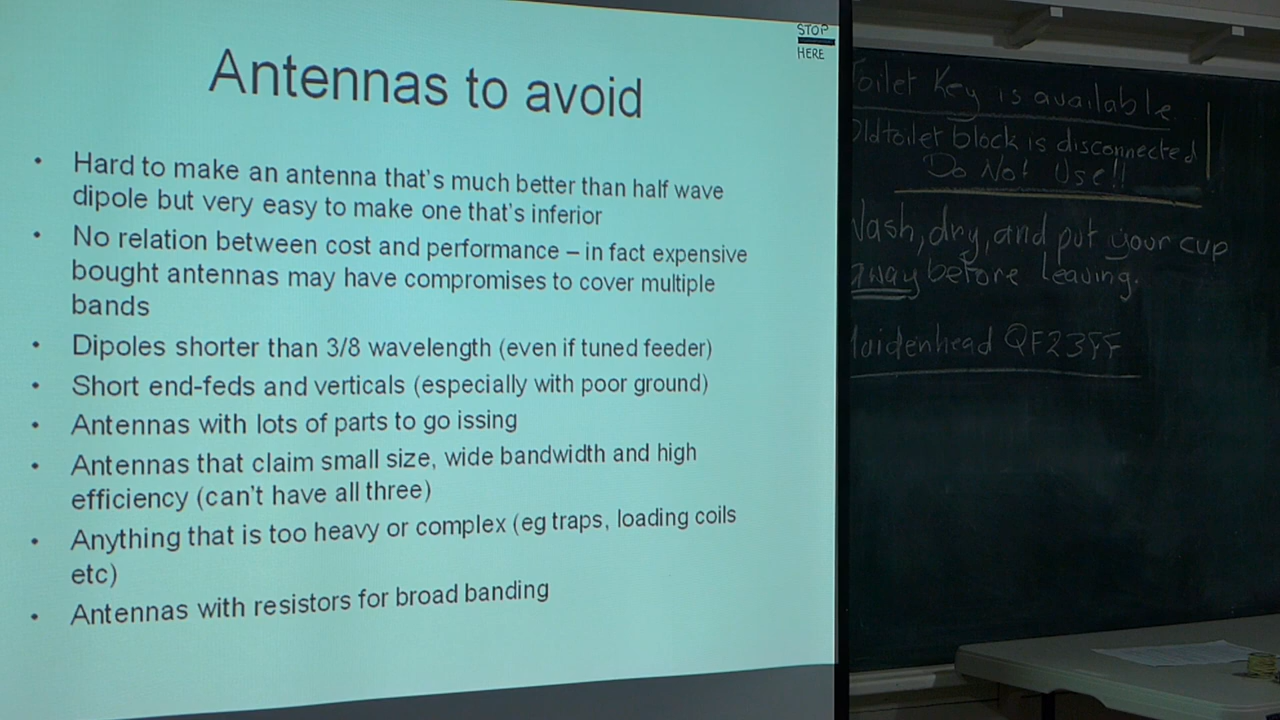 STOP
HERE
Antennas to avoid
• Hard to make an antenna that's much better than half wave
dipole but very easy to make one that's inferior
• No relation between cost and performance – in fact expensive
bought antennas may have compromises to cover multiple
bands
• Dipoles shorter than 3/8 wavelength (even if tuned feeder)
• Short end-feds and verticals (especially with poor ground)
• Antennas with lots of parts to go issing
• Antennas that claim small size, wide bandwidth and high
efficiency (can't have all three)
• Anything that is too heavy or complex (eg traps, loading coils
etc)
• Antennas with resistors for broad banding
Toilet Key is available
Old toilet block is disconnected
Do Not Use!!
Wash, dry, and put your cup
away before leaving.
Maidenhead QF23FF